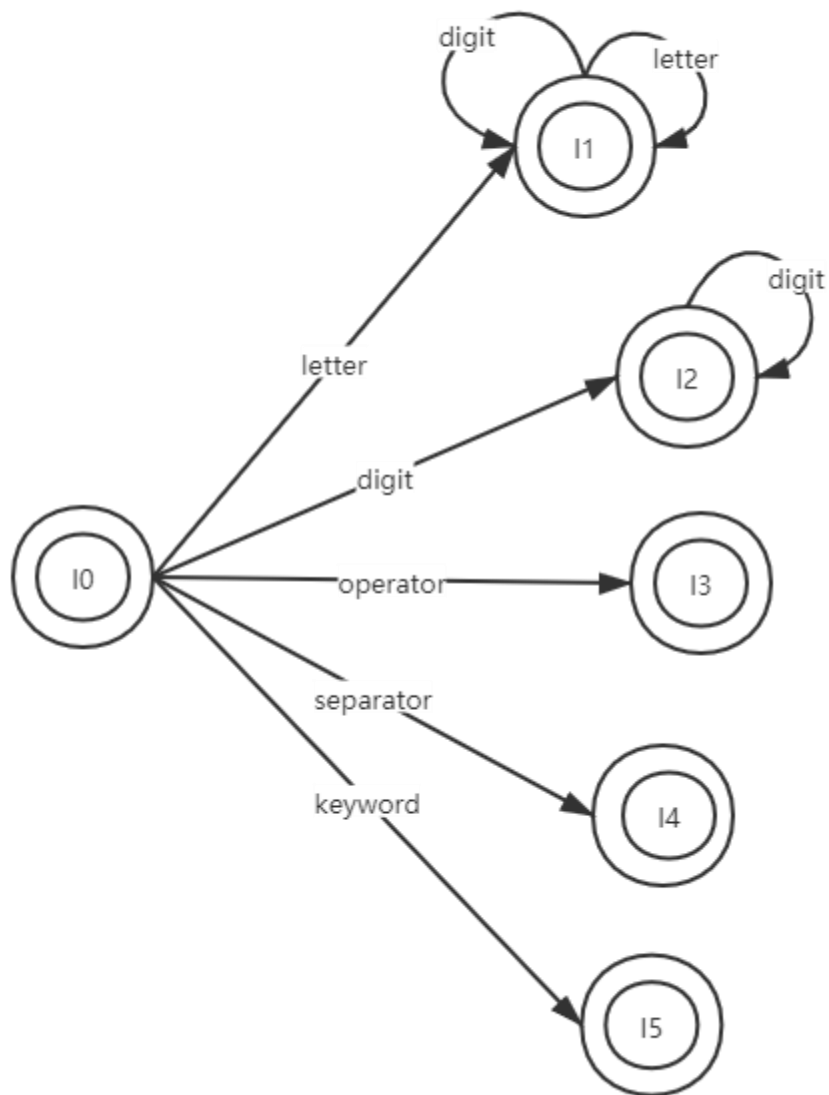 digit
letter
I1
digit
I2
letter
digit
I0
operator
I3
separator
I4
keyword
I5